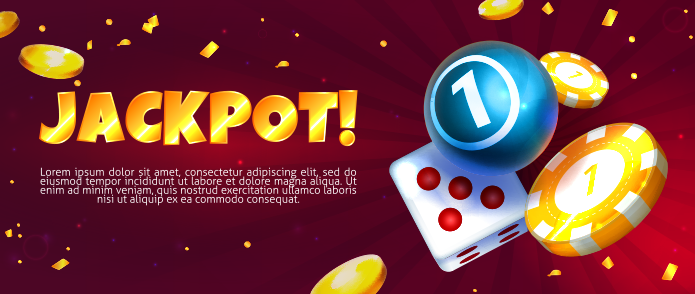 JACKPOT!
Lorem ipsum dolor sit amet, consectetur adipiscing elit, sed do
eiusmod tempor incididunt ut labore et dolore magna aliqua. Ut
enim ad minim veniam, quis nostrud exercitation ullamco laboris
nisi ut aliquip ex ea commodo consequat.
1
1
1